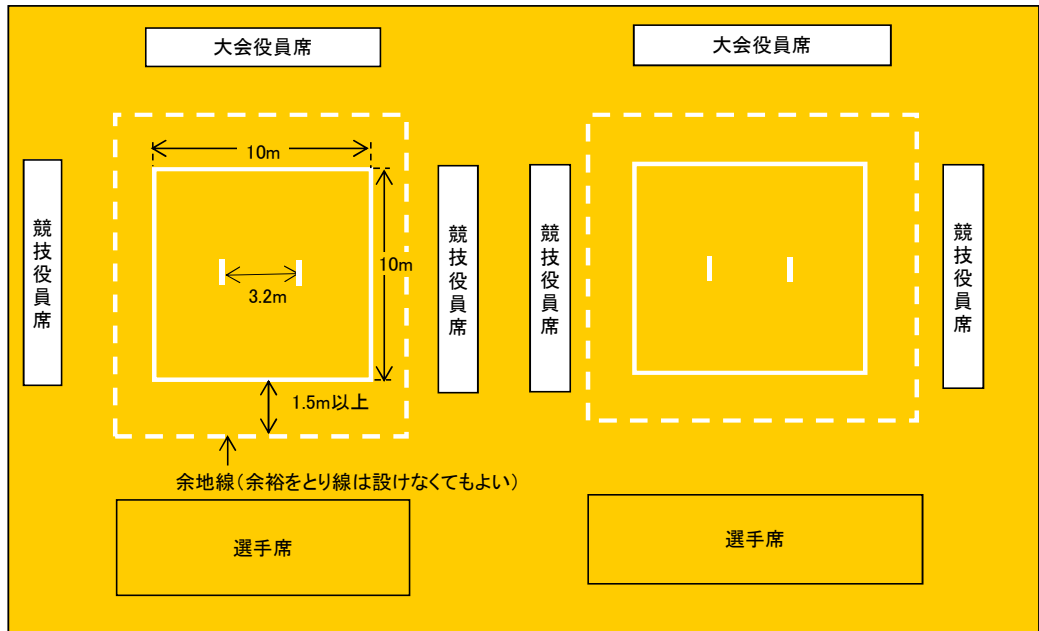 大会役員席
大会役員席
10m
競技役員席
競技役員席
競技役員席
競技役員席
10m
3.2m
1.5m以上
余地線(余裕をとり線は設けなくてもよい)
選手席
選手席